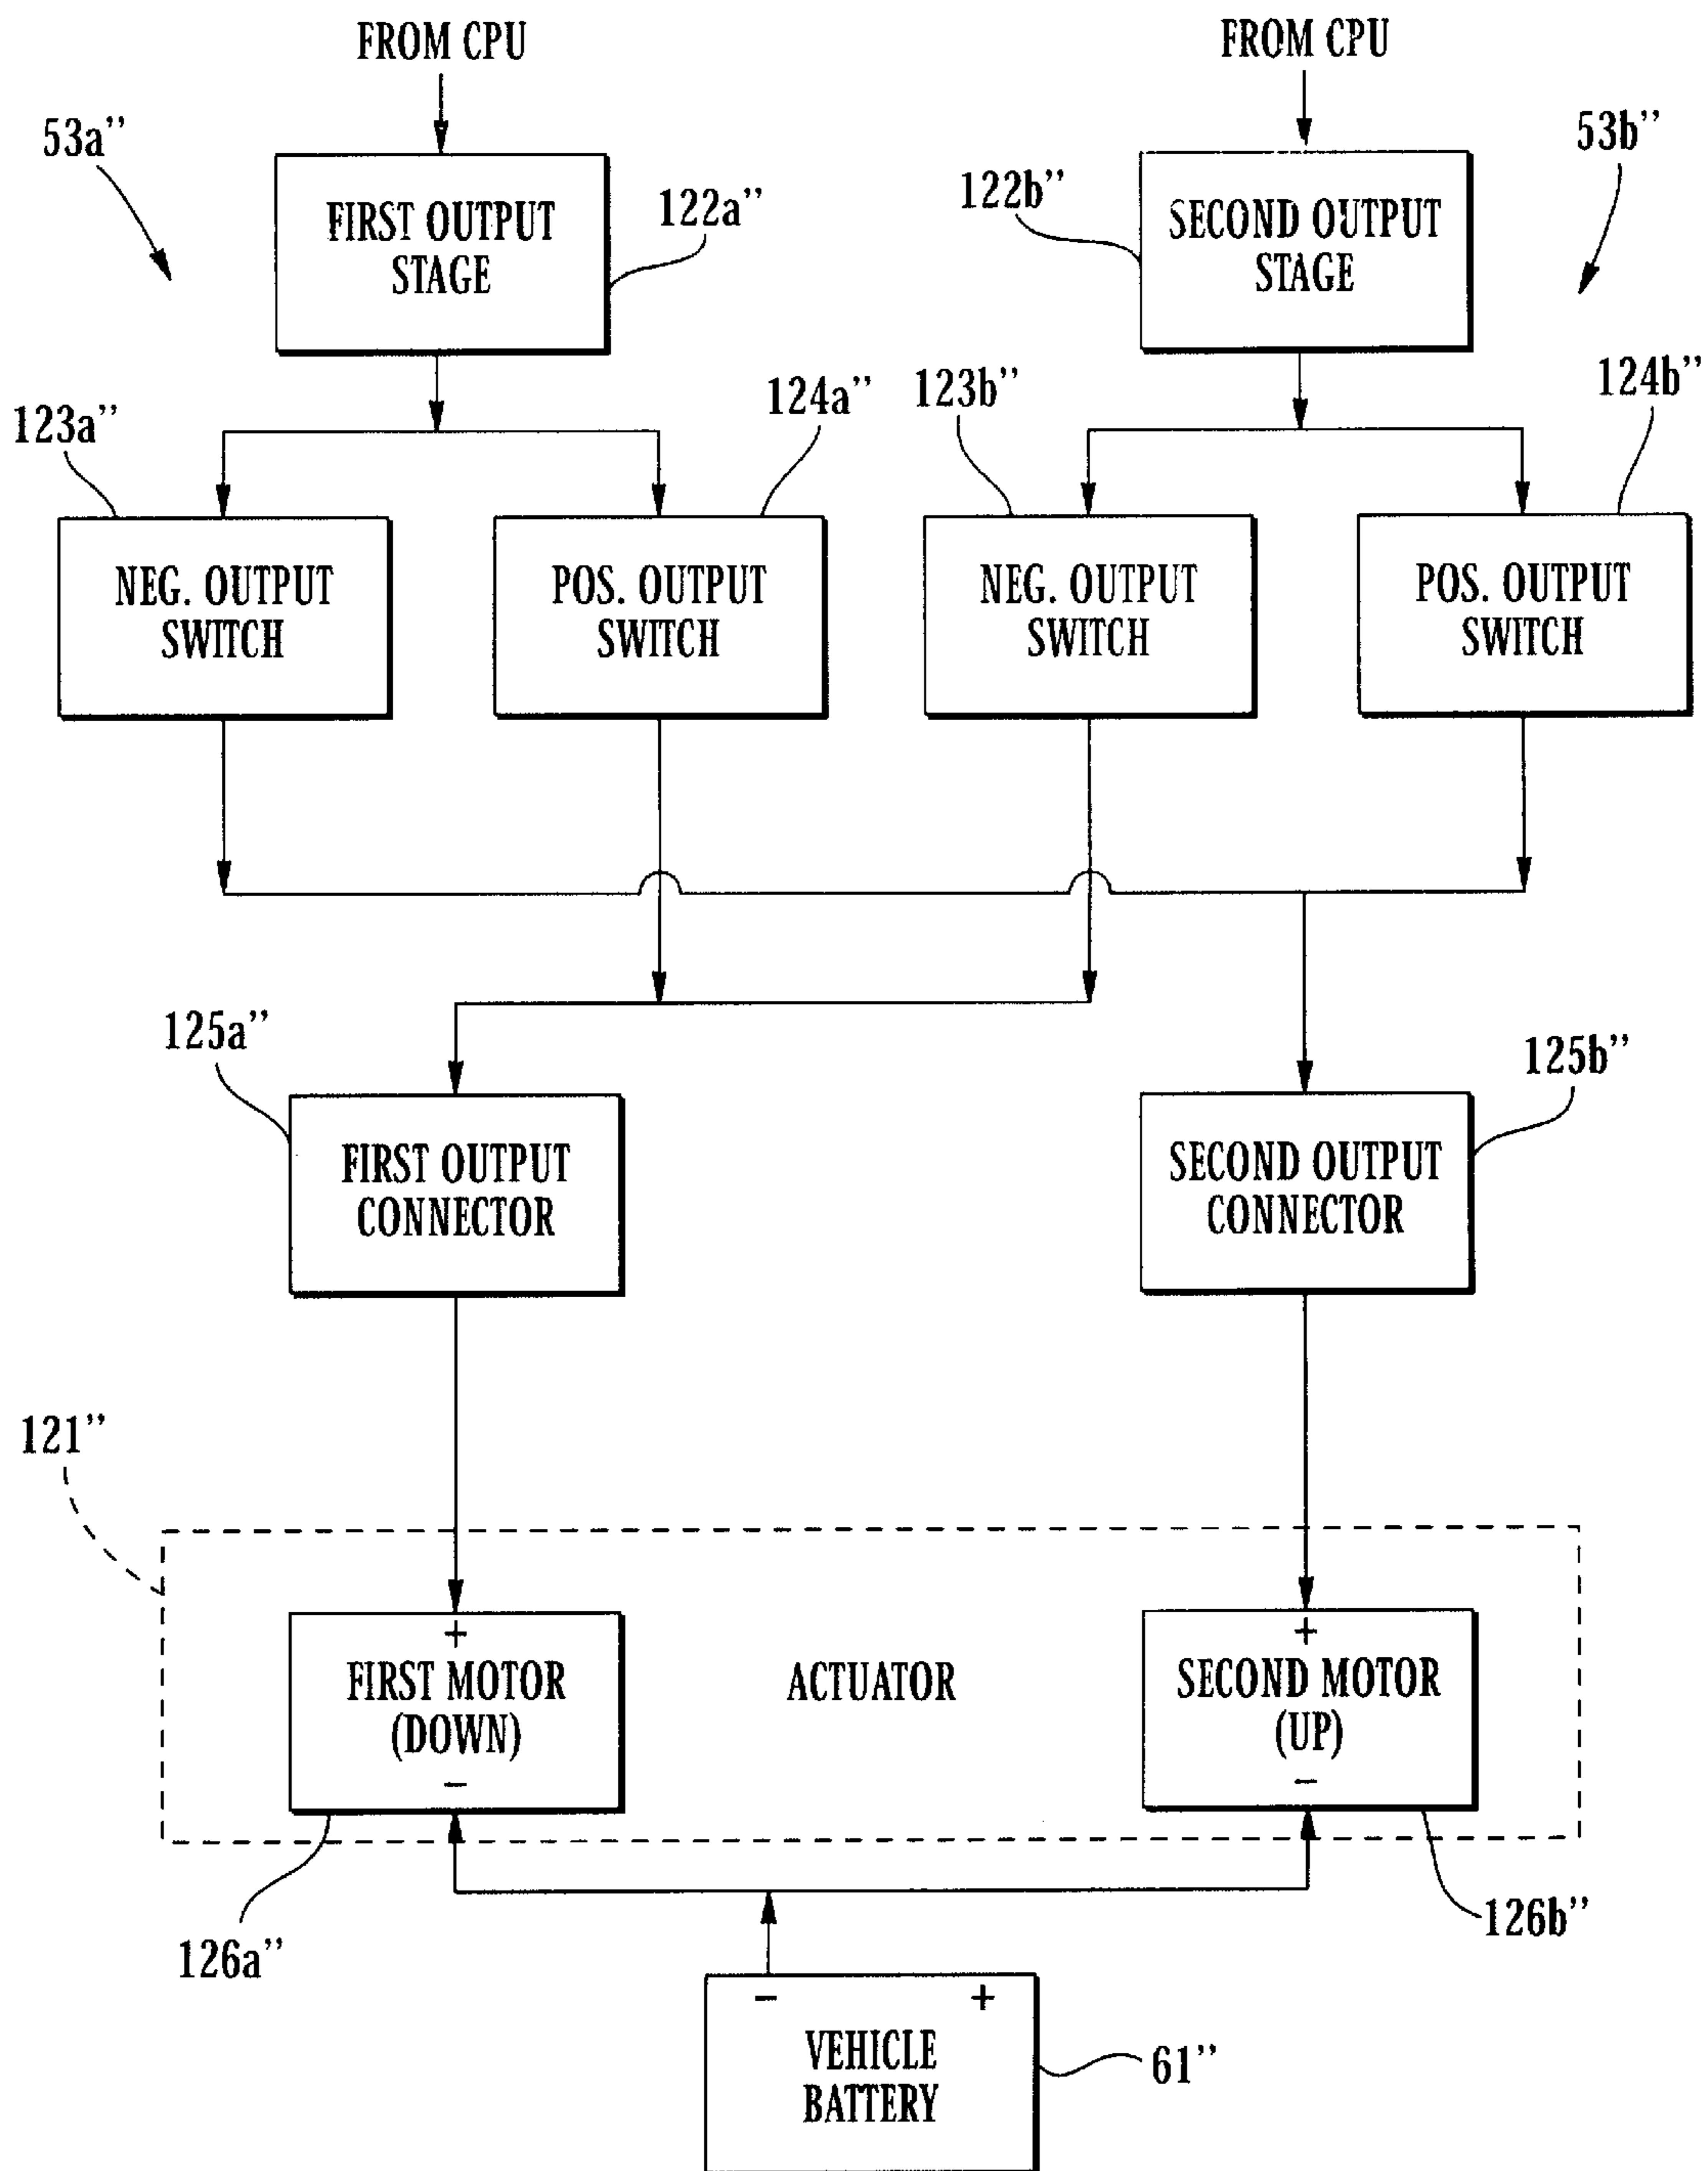 FROM CPU
FROM CPU
53a”
53b”
122a”
122b”
FIRST OUTPUT
STAGE
SECOND OUTPUT
STAGE
123a”
124a”
123b”
124b”
NEG. OUTPUT
SWITCH
POS. OUTPUT
SWITCH
NEG. OUTPUT
SWITCH
POS. OUTPUT
SWITCH
125a”
125b”
FIRST OUTPUT
CONNECTOR
SECOND OUTPUT
CONNECTOR
121”
+
FIRST MOTOR
(DOWN)
−
ACTUATOR
+
SECOND MOTOR
(UP)
−
126a”
126b”
− +
VEHICLE
BATTERY
61”